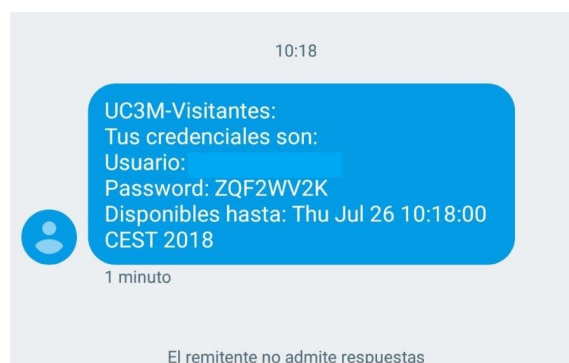 10:18
UC3M-Visitantes:
Tus credenciales son:
Usuario:
Password: ZQF2WV2K
Disponibles hasta: Thu Jul 26 10:18:00
CEST 2018
1 minuto
El remitente no admite respuestas